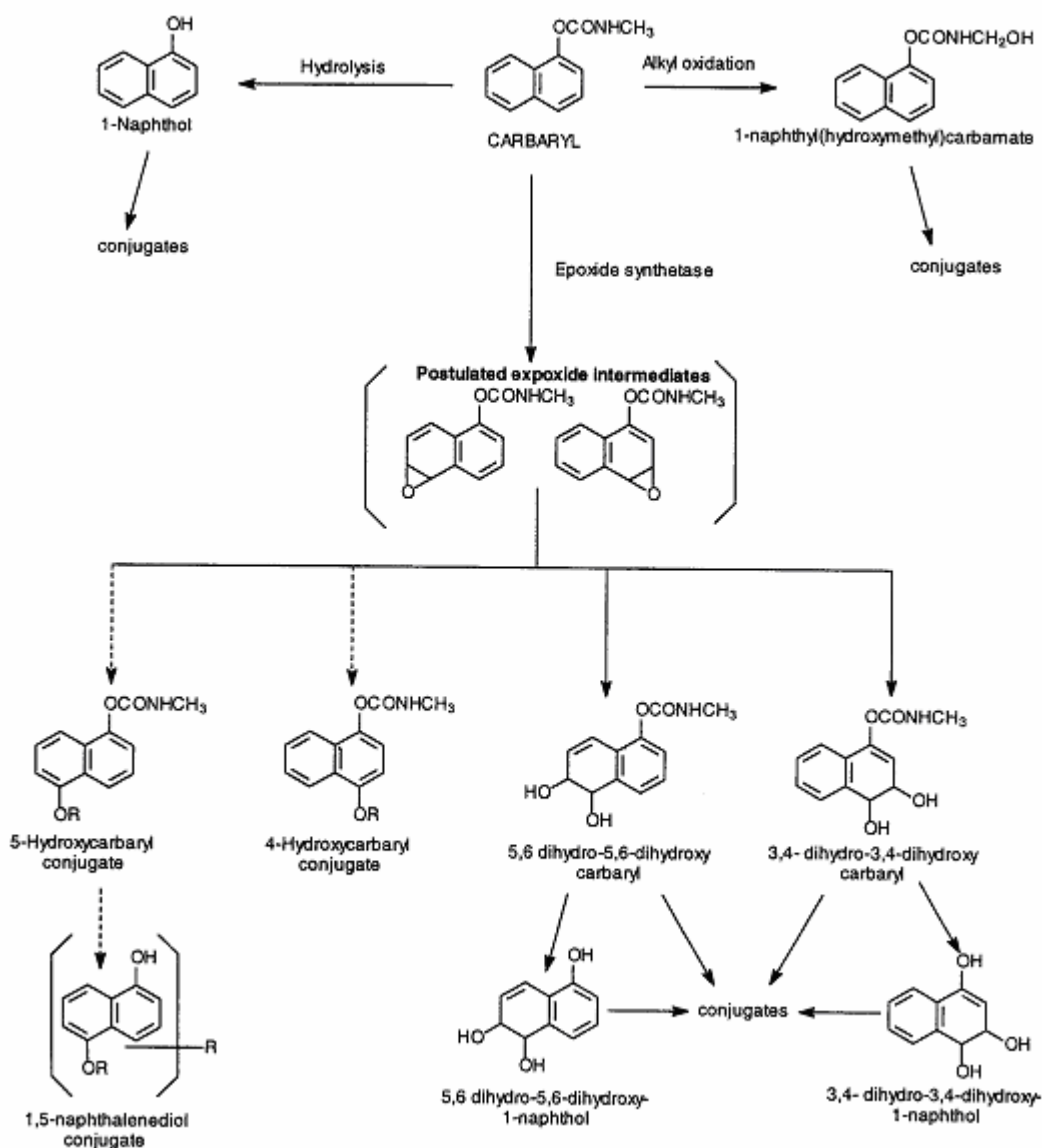 OH
OCONHCH3
OCONHCH2OH
Hydrolysis
Alkyl oxidation
1-Naphthol
CARBARYL
1-naphthyl(hydroxymethyl)carbamate
conjugates
conjugates
Epoxide synthetase
Postulated expoxide intermediates
OCONHCH3
OCONHCH3
O
O
OCONHCH3
OCONHCH3
OCONHCH3
OCONHCH3
OR
OR
HO
OH
OH
OH
5-Hydroxycarbaryl
conjugate
4-Hydroxycarbaryl
conjugate
5,6 dihydro-5,6-dihydroxy
carbaryl
3,4- dihydro-3,4-dihydroxy
carbaryl
OH
OR
R
OH
HO
OH
conjugates
OH
OH
OH
1,5-naphthalenediol
conjugate
5,6 dihydro-5,6-dihydroxy-
1-naphthol
3,4- dihydro-3,4-dihydroxy-
1-naphthol